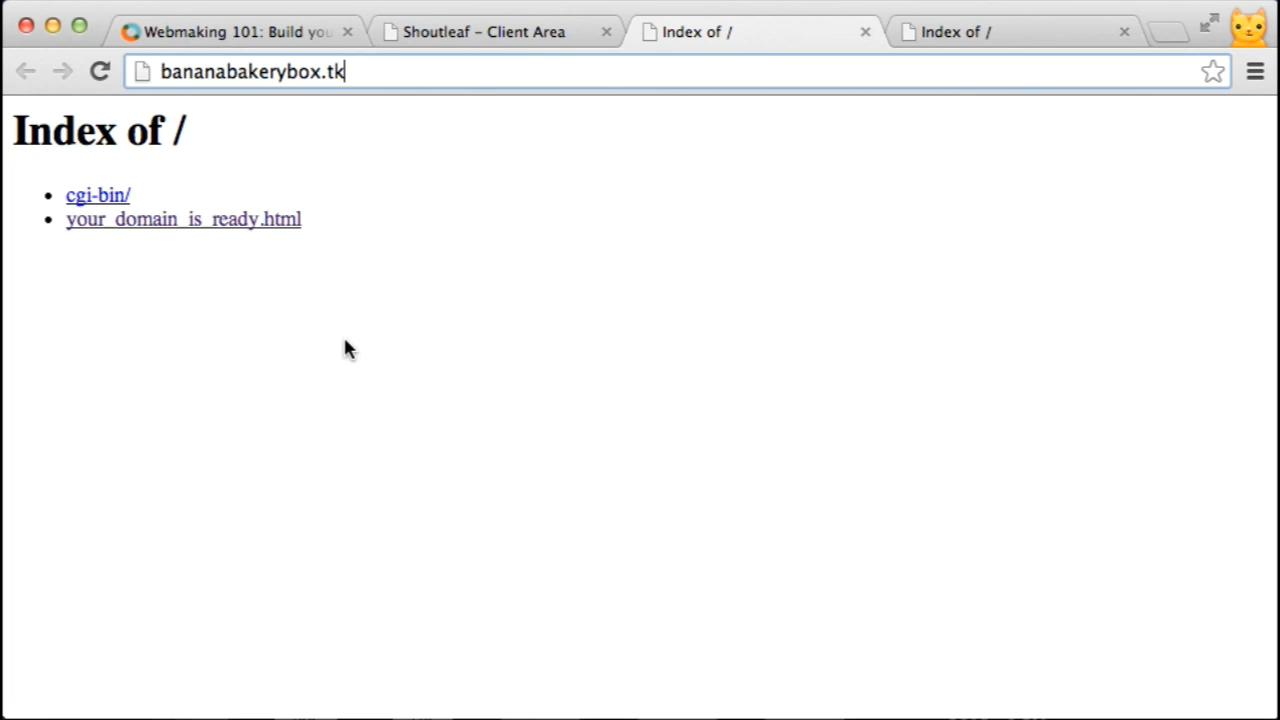 Webmaking 101: Build you
Shoutleaf - Client Area
Index of /
Index of /
bananabakerybox.tk
Index of /
cgi-bin/
your_domain_is_ready.html